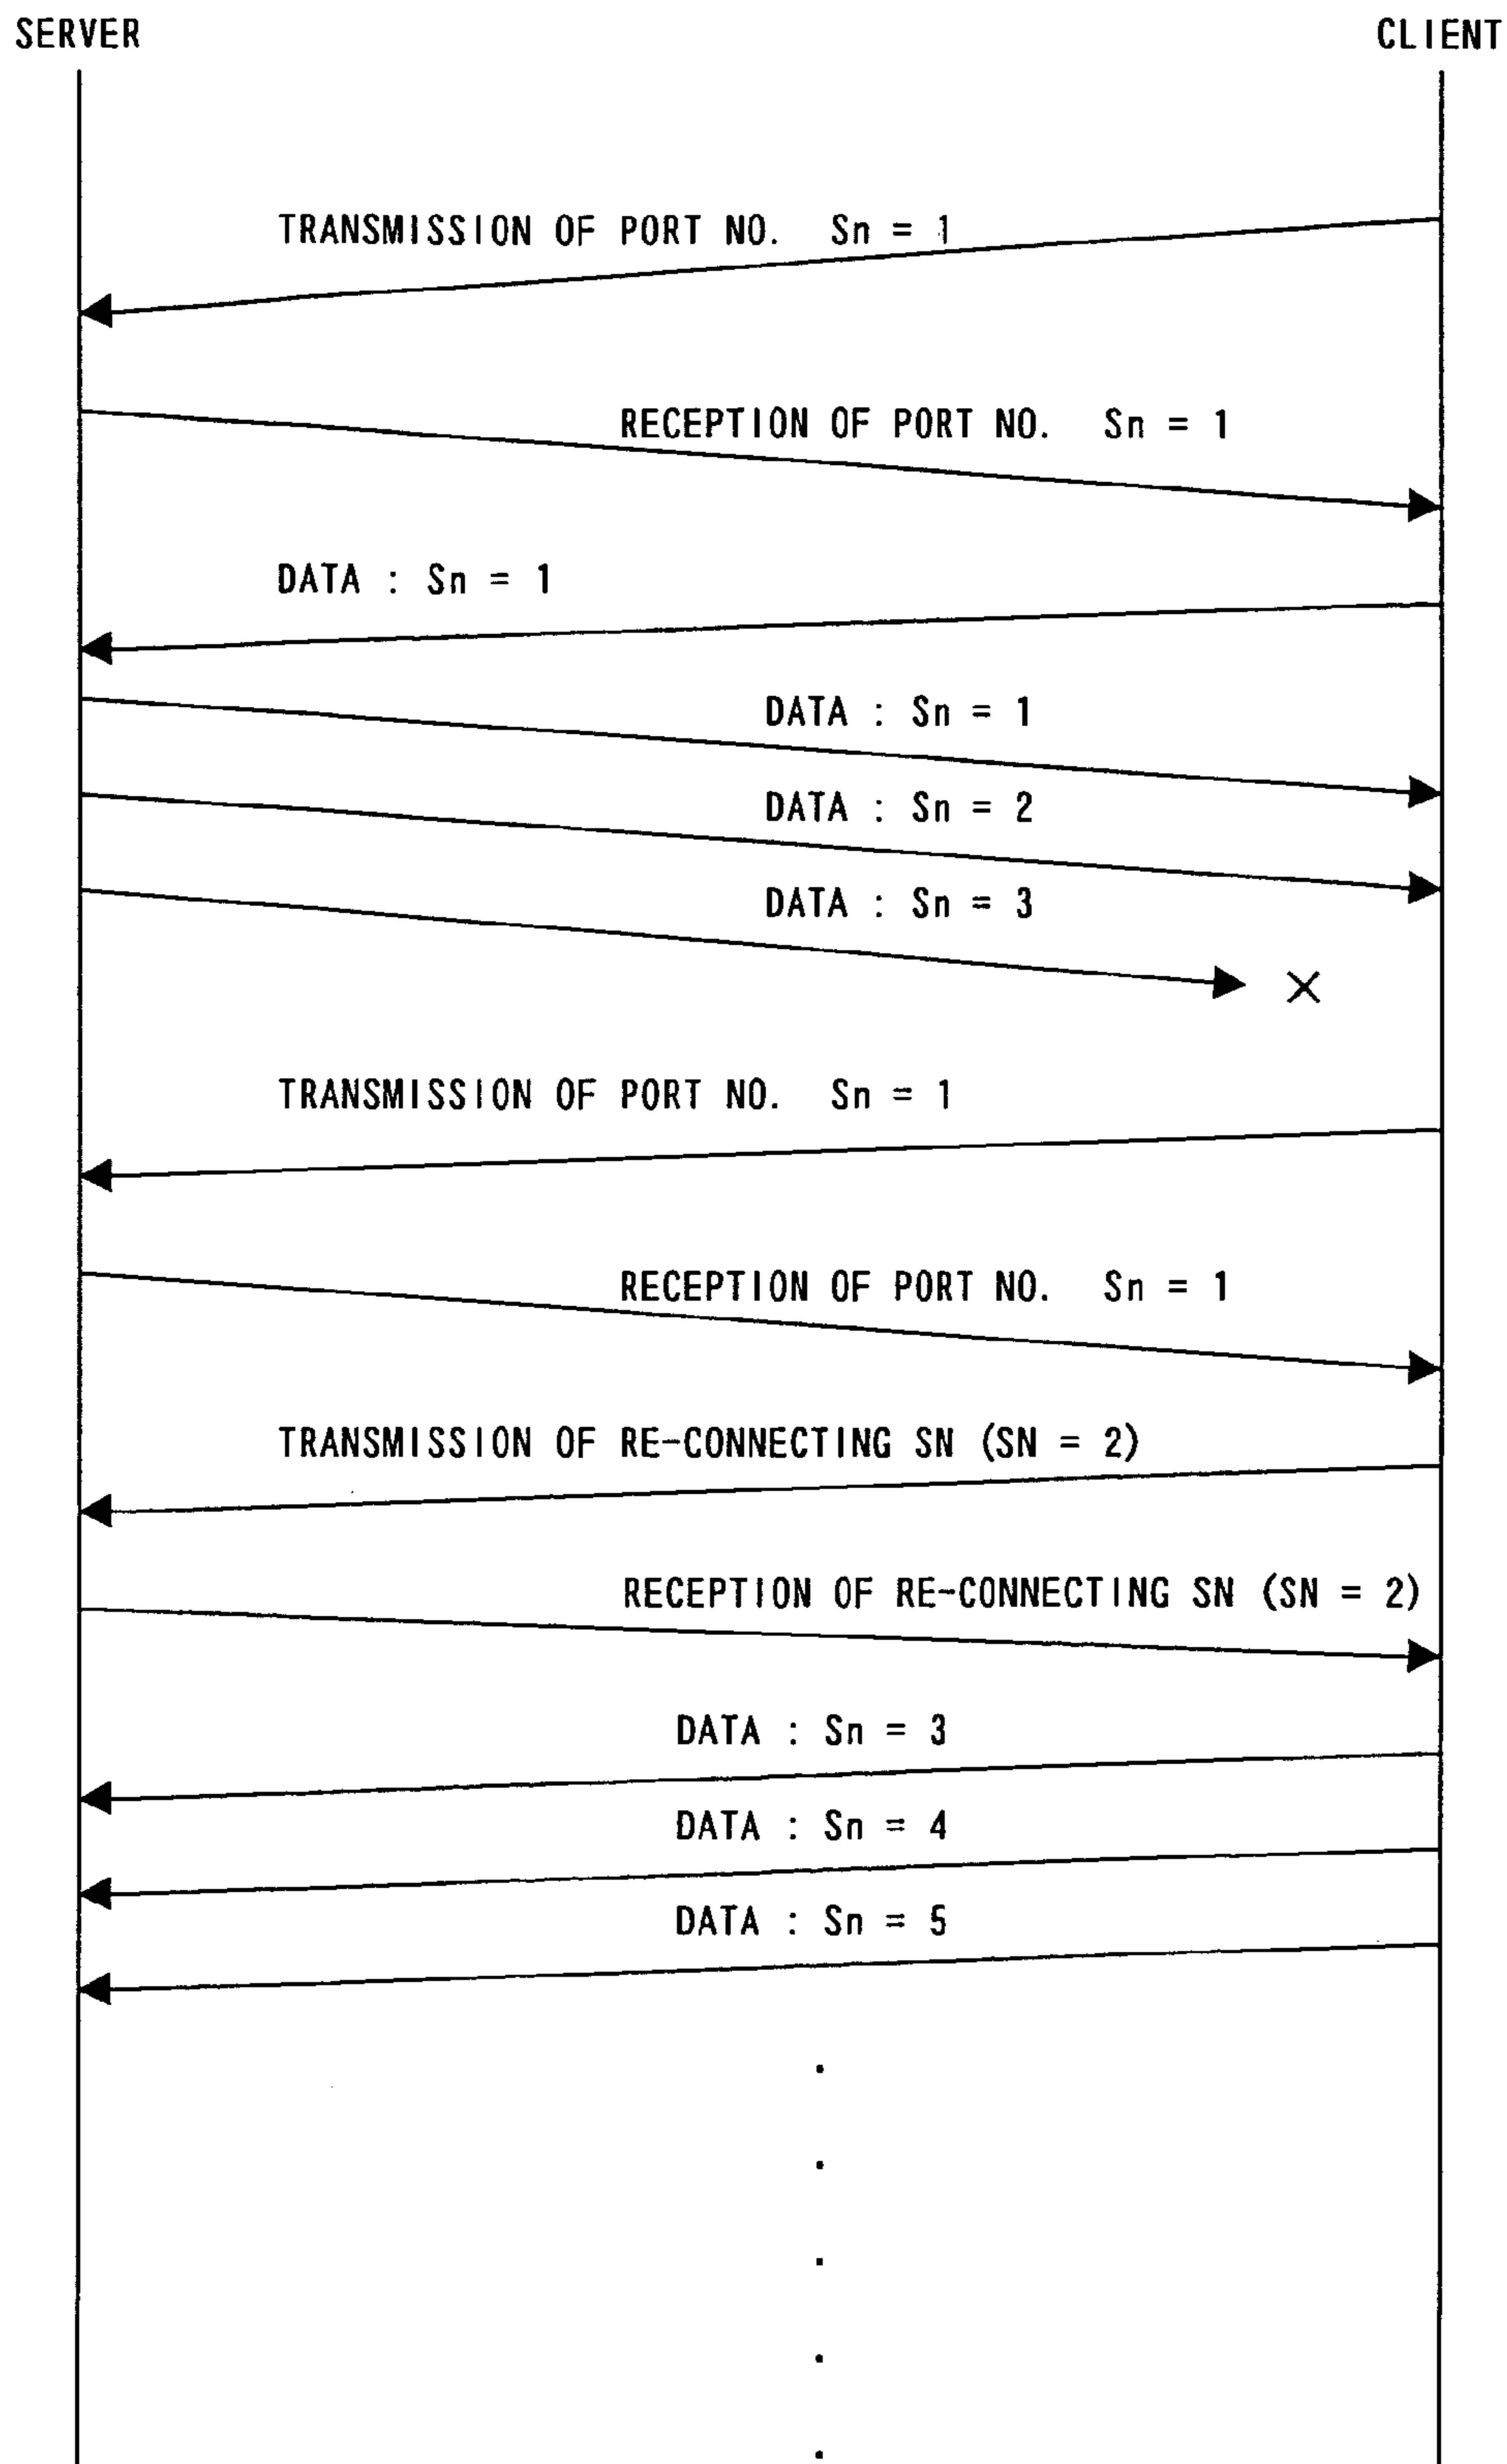 SERVER CLIENT
TRANSMISSION OF PORT NO. Sn = 1
RECEPTION OF PORT NO. Sn = 1
DATA : Sn = 1
DATA : Sn = 1
DATA : Sn = 2
DATA : Sn = 3
×
TRANSMISSION OF PORT NO. Sn = 1
RECEPTION OF PORT NO. Sn = 1
TRANSMISSION OF RE-CONNECTING SN (SN = 2)
RECEPTION OF RE-CONNECTING SN (SN = 2)
DATA : Sn = 3
DATA : Sn = 4
DATA : Sn = 5